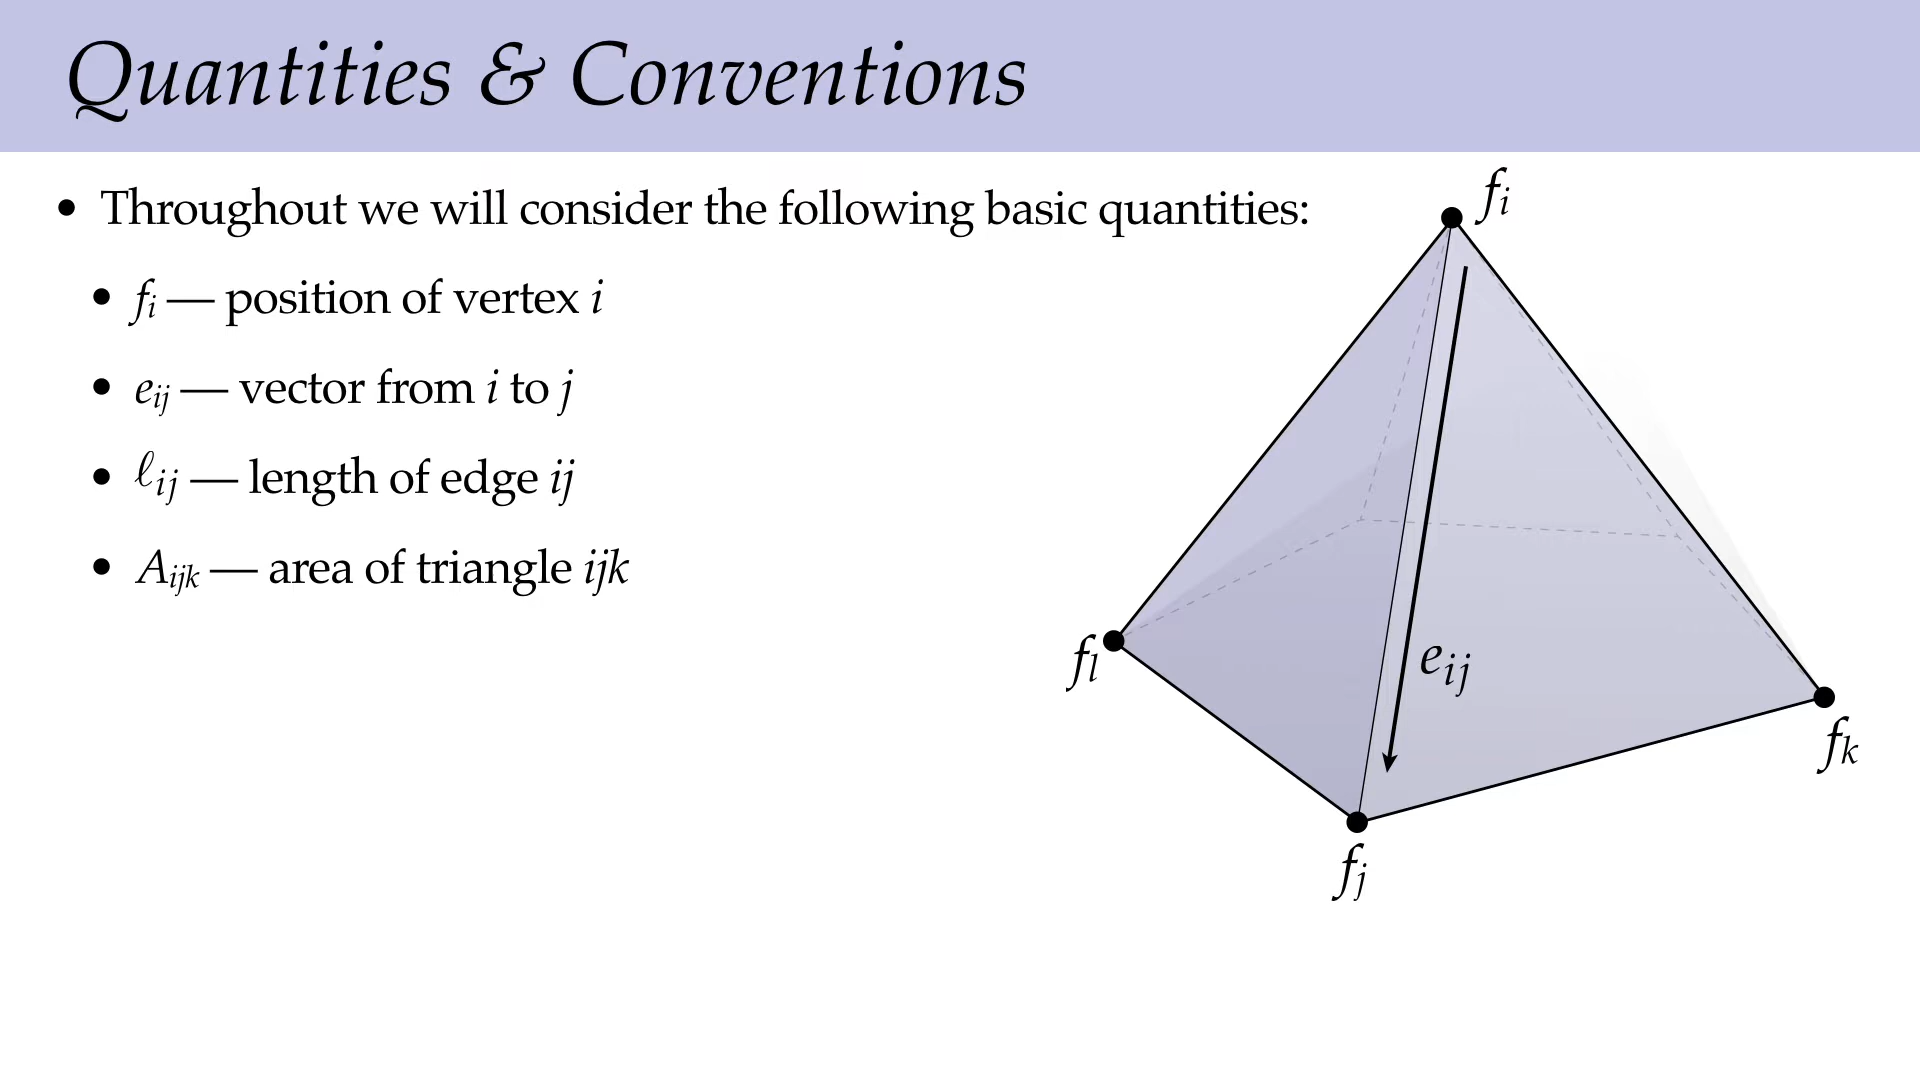 Quantities & Conventions
• Throughout we will consider the following basic quantities:
• fᵢ — position of vertex i
• eᵢⱼ — vector from i to j
• ℓᵢⱼ — length of edge ij
• Aᵢⱼₖ — area of triangle ijk
fᵢ
fₗ
eᵢⱼ
fₖ
fⱼ